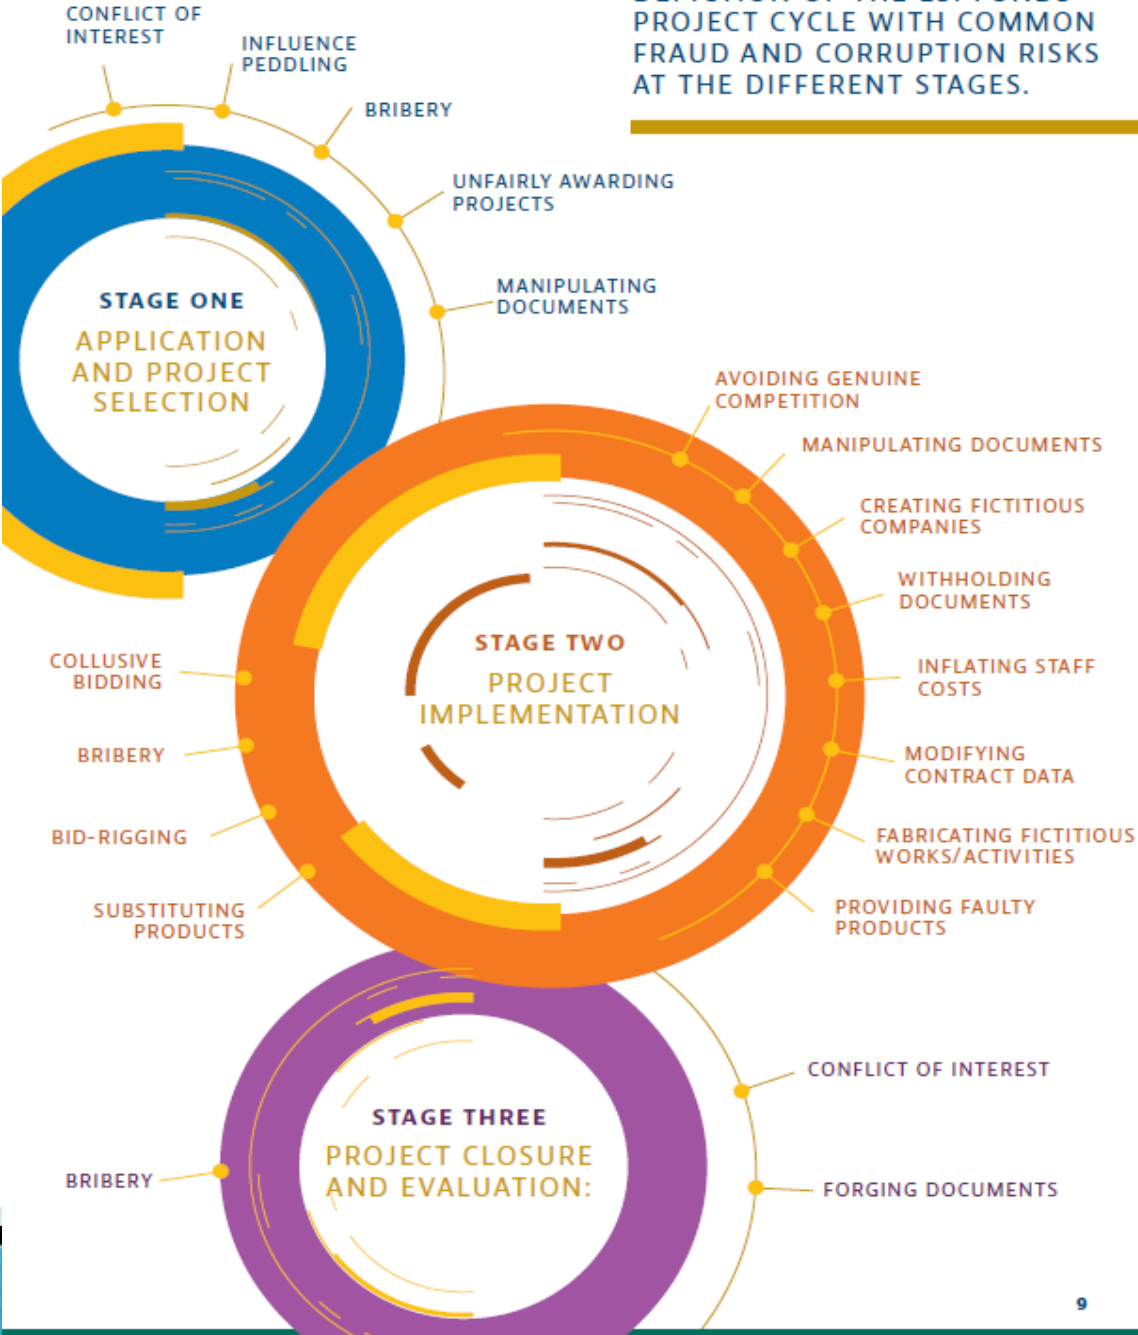 PROJECT CYCLE WITH COMMON
FRAUD AND CORRUPTION RISKS
AT THE DIFFERENT STAGES.
CONFLICT OF
INTEREST
INFLUENCE
PEDDLING
BRIBERY
UNFAIRLY AWARDING
PROJECTS
MANIPULATING
DOCUMENTS
STAGE ONE
APPLICATION
AND PROJECT
SELECTION
AVOIDING GENUINE
COMPETITION
MANIPULATING DOCUMENTS
CREATING FICTITIOUS
COMPANIES
WITHHOLDING
DOCUMENTS
INFLATING STAFF
COSTS
MODIFYING
CONTRACT DATA
FABRICATING FICTITIOUS
WORKS/ACTIVITIES
PROVIDING FAULTY
PRODUCTS
STAGE TWO
PROJECT
IMPLEMENTATION
COLLUSIVE
BIDDING
BRIBERY
BID-RIGGING
SUBSTITUTING
PRODUCTS
STAGE THREE
PROJECT CLOSURE
AND EVALUATION:
CONFLICT OF INTEREST
FORGING DOCUMENTS
BRIBERY
9